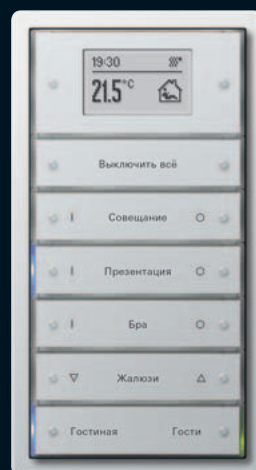 19:30
21.5°C
Выключить всё
I Совещание O
I Презентация O
I Бра O
▽ Жалюзи △
Гостиная Гости